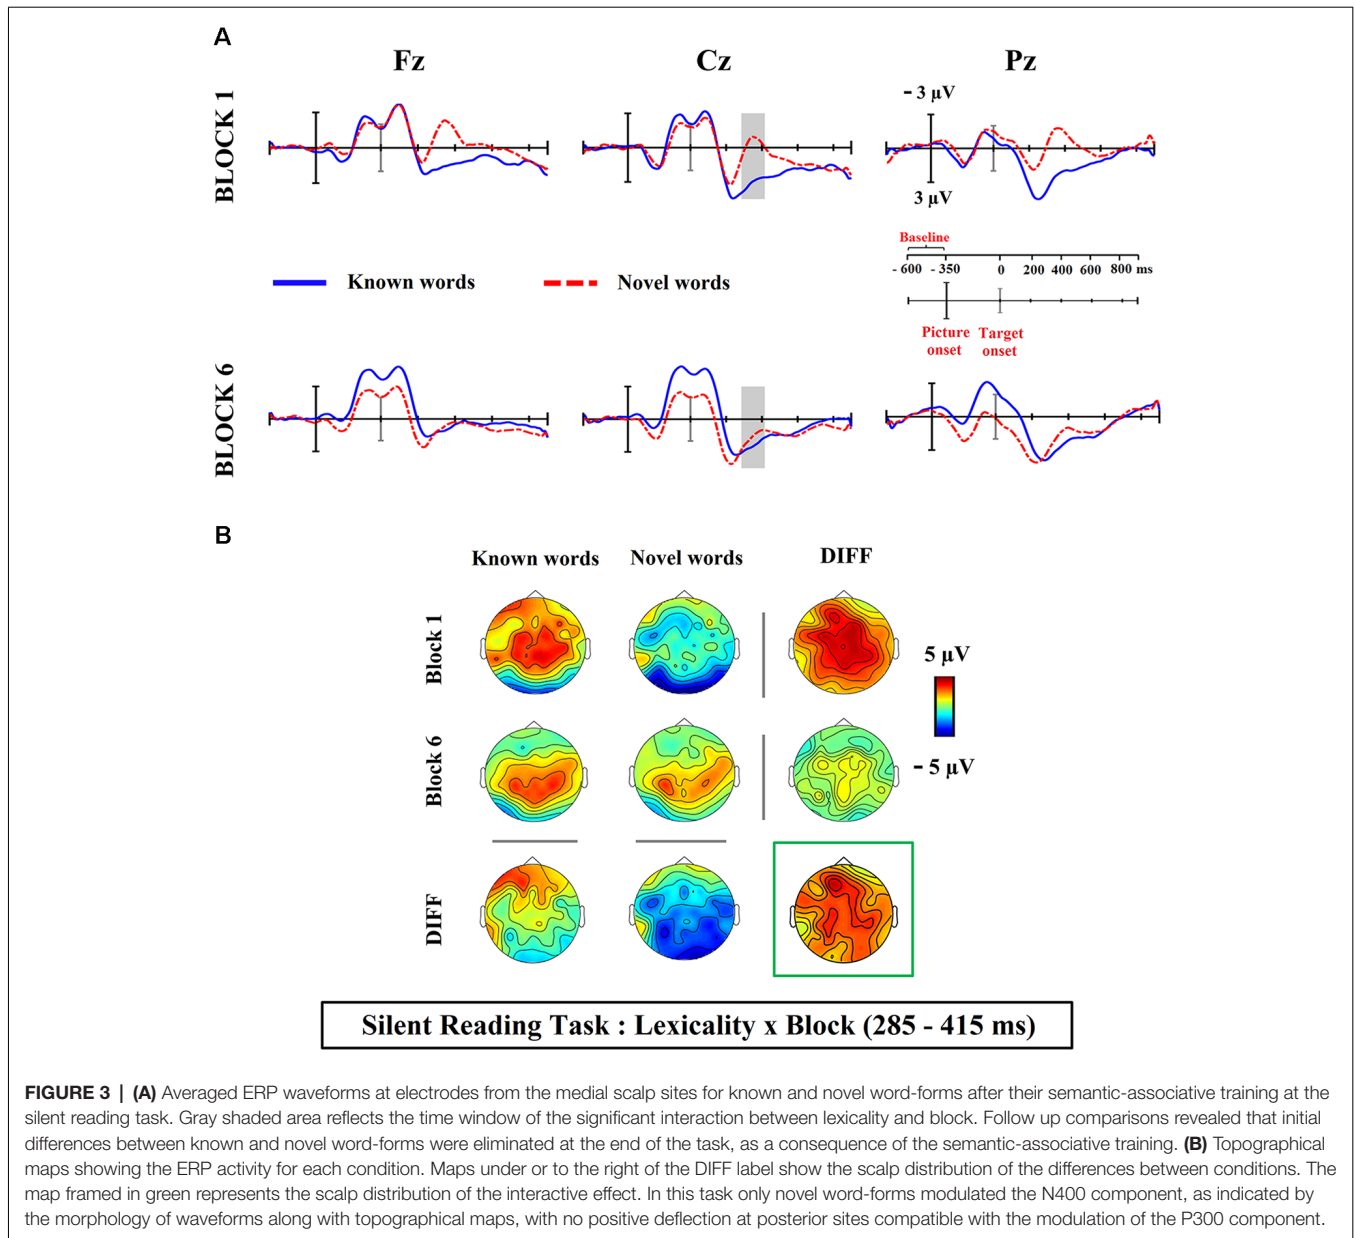 A
Fz Cz Pz
BLOCK 1
- 3 µV
3 µV
Baseline
- 600 - 350 0 200 400 600 800 ms
Known words Novel words
Picture onset
Target onset
BLOCK 6
B
Known words Novel words DIFF
Block 1
5 µV
- 5 µV
Block 6
DIFF
Silent Reading Task : Lexicality x Block (285 - 415 ms)
FIGURE 3 | (A) Averaged ERP waveforms at electrodes from the medial scalp sites for known and novel word-forms after their semantic-associative training at the
silent reading task. Gray shaded area reflects the time window of the significant interaction between lexicality and block. Follow up comparisons revealed that initial
differences between known and novel word-forms were eliminated at the end of the task, as a consequence of the semantic-associative training. (B) Topographical
maps showing the ERP activity for each condition. Maps under or to the right of the DIFF label show the scalp distribution of the differences between conditions. The
map framed in green represents the scalp distribution of the interactive effect. In this task only novel word-forms modulated the N400 component, as indicated by
the morphology of waveforms along with topographical maps, with no positive deflection at posterior sites compatible with the modulation of the P300 component.